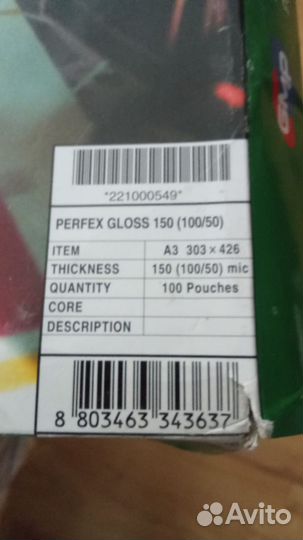 GMP
*221000549*
PERFEX GLOSS 150 (100/50)
ITEM A3 303 × 426
THICKNESS 150 (100/50) mic
QUANTITY 100 Pouches
CORE
DESCRIPTION
8 803463 343637
Avito